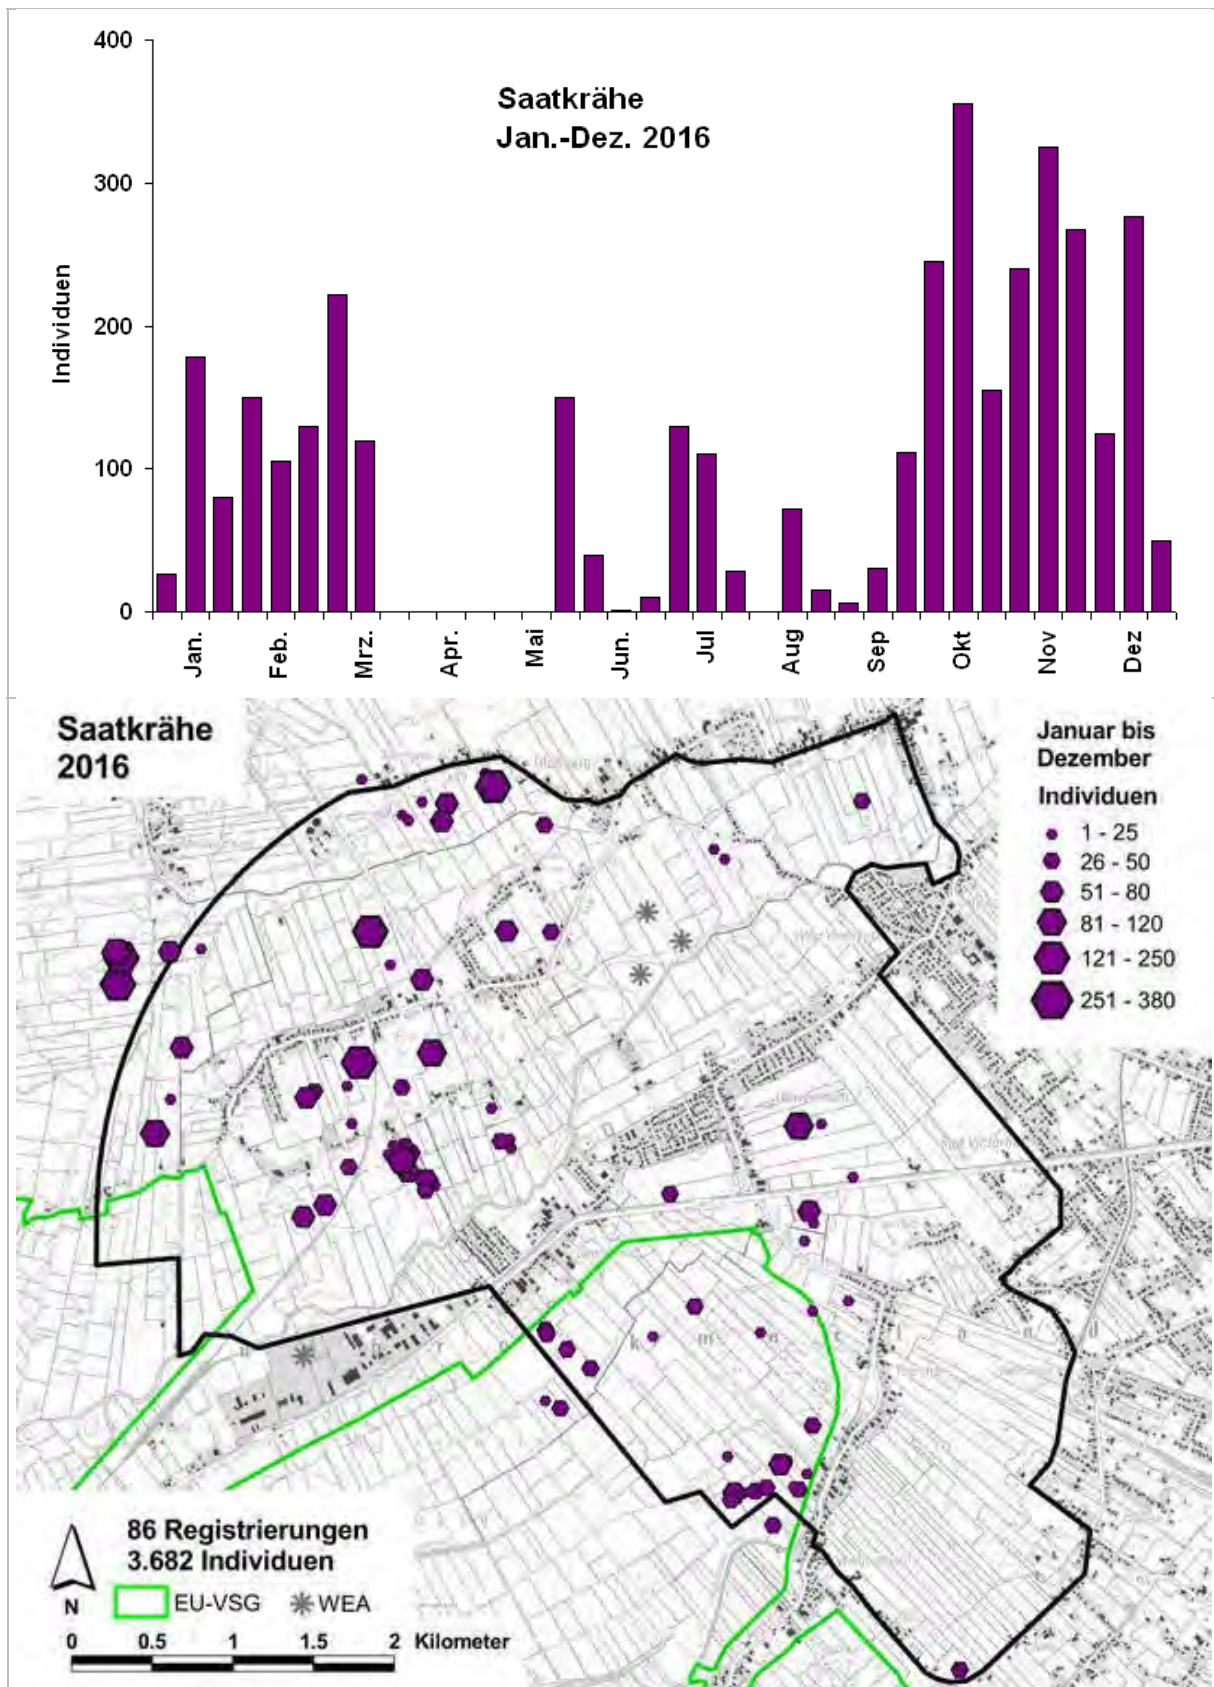 400
300
200
100
0
Individuen
Saatkrähe
Jan.-Dez. 2016
Jan.
Feb.
Mrz.
Apr.
Mai
Jun.
Jul
Aug
Sep
Okt
Nov
Dez
Saatkrähe
2016
Januar bis
Dezember
Individuen
1 - 25
26 - 50
51 - 80
81 - 120
121 - 250
251 - 380
86 Registrierungen
3.682 Individuen
N
EU-VSG
WEA
0 0.5 1 1.5 2 Kilometer